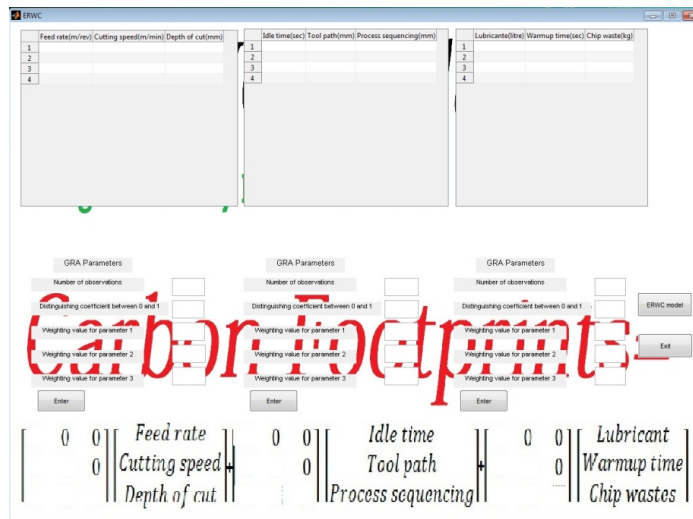 ERWC
Feed rate(m/rev) Cutting speed(m/min) Depth of cut(mm)
1
2
3
4
Idle time(sec) Tool path(mm) Process sequencing(mm)
1
2
3
4
Lubricante(litre) Warmup time(sec) Chip waste(kg)
1
2
3
4
GRA Parameters
Number of observations
Distinguishing coefficient between 0 and 1
Weighting value for parameter 1
Weighting value for parameter 2
Weighting value for parameter 3
Enter
GRA Parameters
Number of observations
Distinguishing coefficient between 0 and 1
Weighting value for parameter 1
Weighting value for parameter 2
Weighting value for parameter 3
Enter
GRA Parameters
Number of observations
Distinguishing coefficient between 0 and 1
Weighting value for parameter 1
Weighting value for parameter 2
Weighting value for parameter 3
Enter
ERWC model
Exit
Carbon Footprints=
0 0 Feed rate + 0 0 Idle time + 0 0 Lubricant
0 Cutting speed 0 Tool path 0 Warmup time
Depth of cut Process sequencing Chip wastes